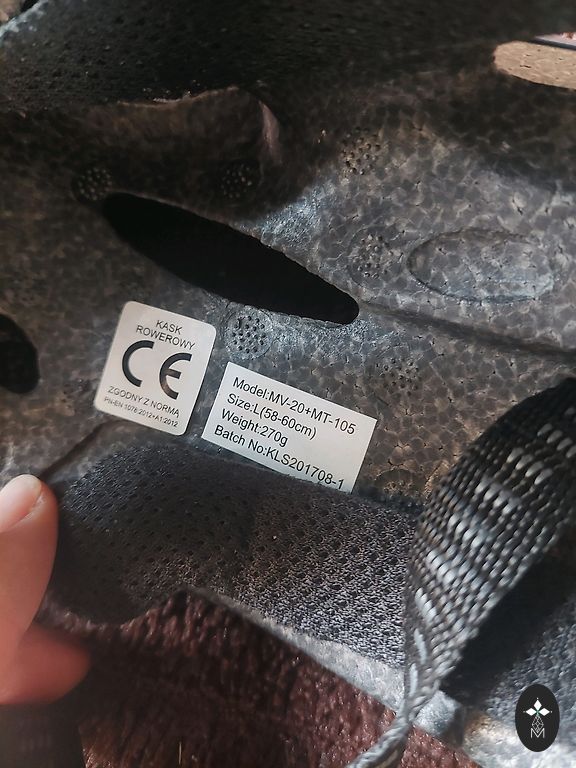 KASK
ROWEROWY
CE
ZGODNY Z NORMĄ
PN-EN 1078:2012+A1:2012
Model:MV-20+MT-105
Size:L(58-60cm)
Weight:270g
Batch No:KLS201708-1
M